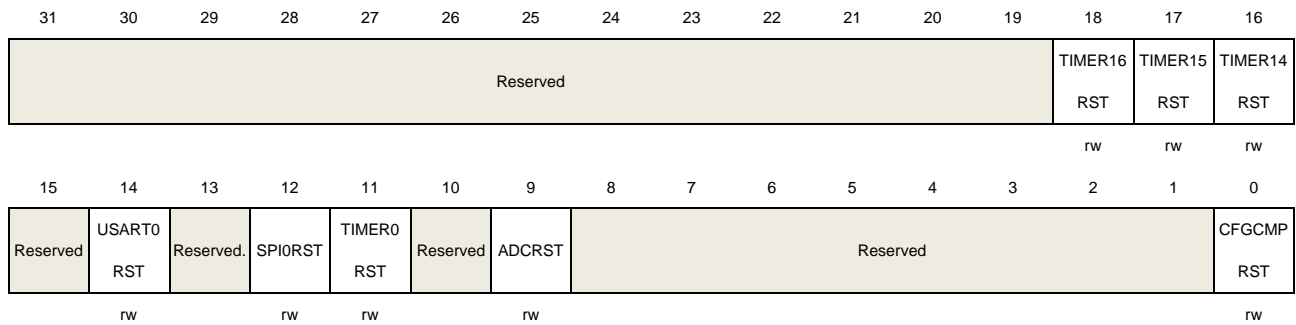 31 30 29 28 27 26 25 24 23 22 21 20 19 18 17 16
Reserved TIMER16 TIMER15 TIMER14
RST RST RST
rw rw rw
15 14 13 12 11 10 9 8 7 6 5 4 3 2 1 0
Reserved USART0 Reserved. SPI0RST TIMER0 Reserved ADCRST Reserved CFGCMP
RST RST RST
rw rw rw rw rw